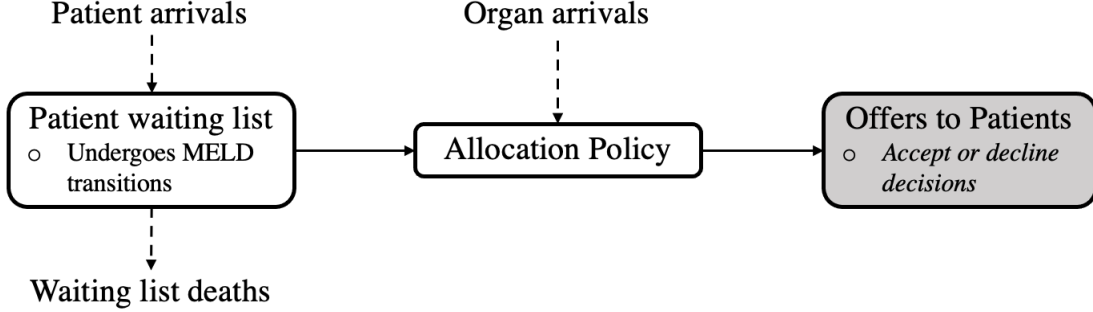 Patient arrivals
Organ arrivals
Patient waiting list
○ Undergoes MELD
transitions
Allocation Policy
Offers to Patients
○ Accept or decline
decisions
Waiting list deaths